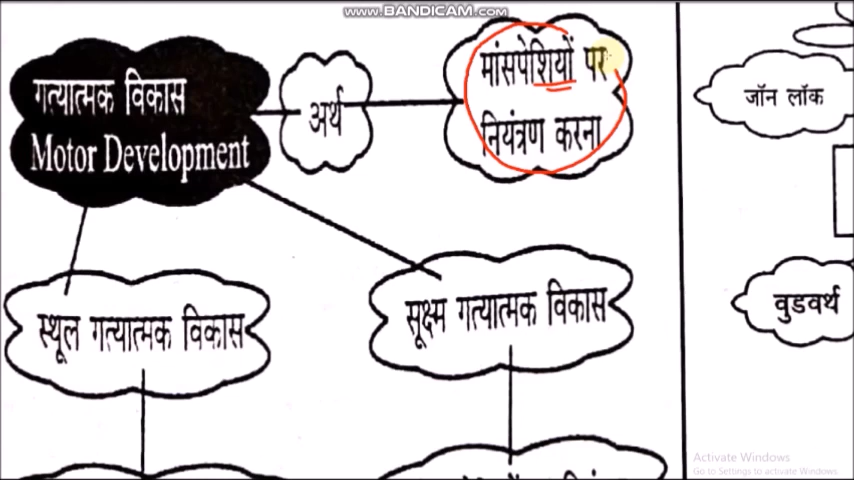 www.BANDICAM.com
गत्यात्मक विकास
Motor Development
अर्थ
मांसपेशियों पर
नियंत्रण करना
जॉन लॉक
स्थूल गत्यात्मक विकास
सूक्ष्म गत्यात्मक विकास
वुडवर्थ
Activate Windows
Go to Settings to activate Windows.